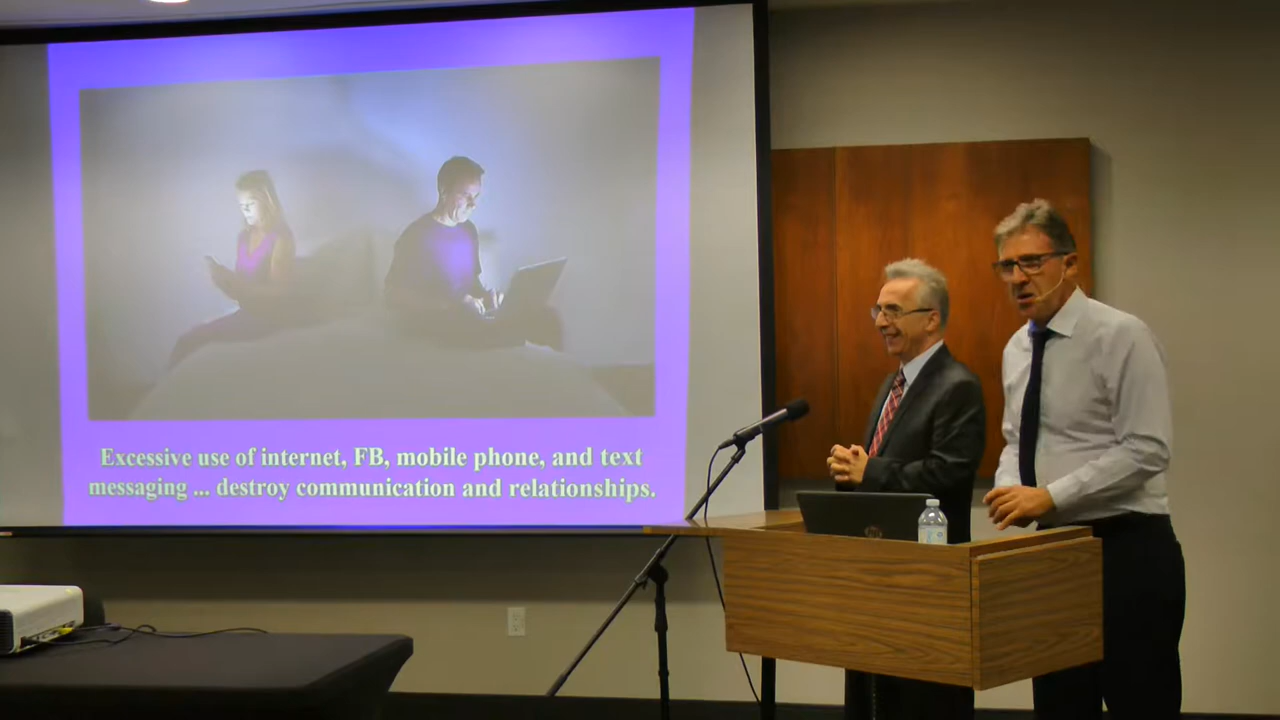 Excessive use of internet, FB, mobile phone, and text
messaging ... destroy communication and relationships.